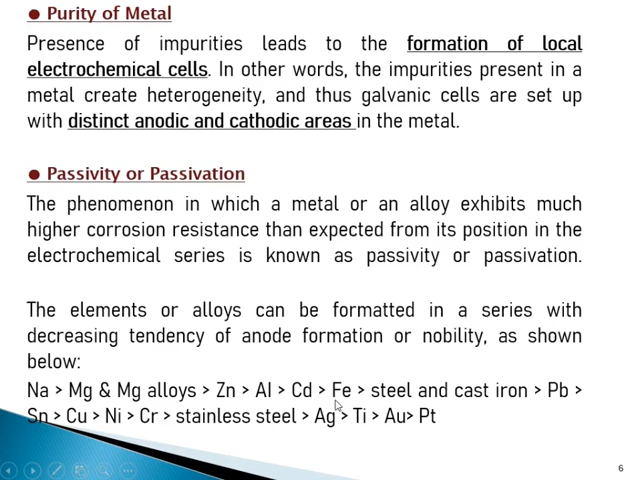 ● Purity of Metal
Presence of impurities leads to the formation of local
electrochemical cells. In other words, the impurities present in a
metal create heterogeneity, and thus galvanic cells are set up
with distinct anodic and cathodic areas in the metal.
● Passivity or Passivation
The phenomenon in which a metal or an alloy exhibits much
higher corrosion resistance than expected from its position in the
electrochemical series is known as passivity or passivation.
The elements or alloys can be formatted in a series with
decreasing tendency of anode formation or nobility, as shown
below:
Na > Mg & Mg alloys > Zn > Al > Cd > Fe > steel and cast iron > Pb >
Sn > Cu > Ni > Cr > stainless steel > Ag > Ti > Au> Pt
6